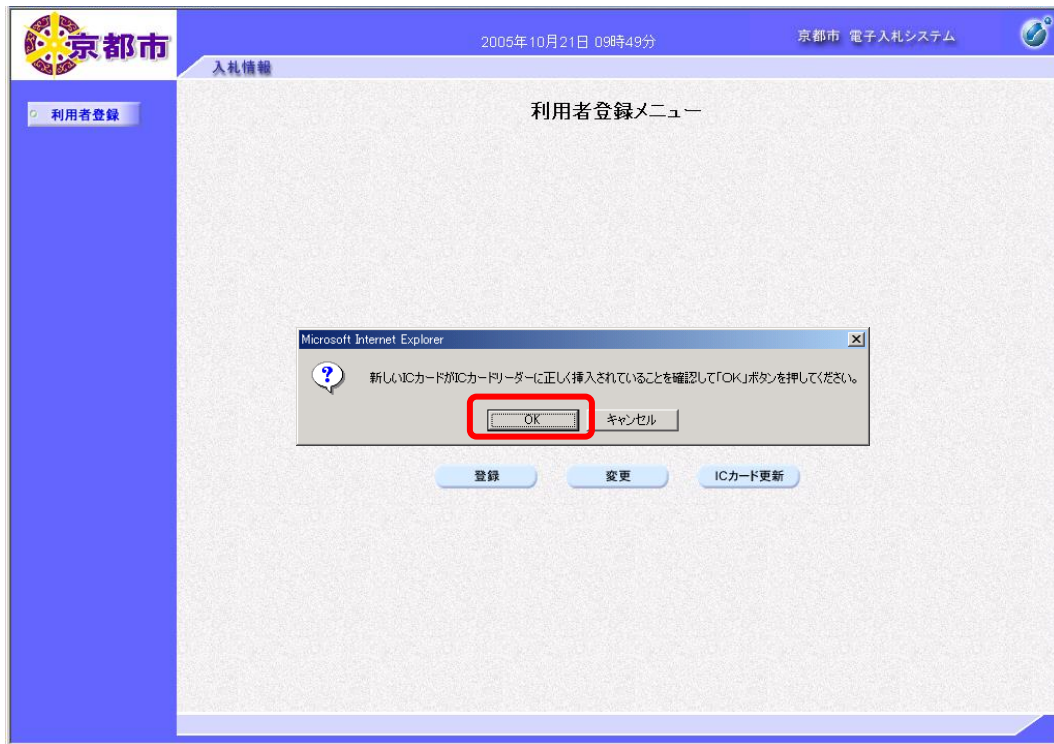 京都市
2005年10月21日 09時49分
京都市 電子入札システム
入札情報
利用者登録
利用者登録メニュー
Microsoft Internet Explorer
新しいICカードがICカードリーダーに正しく挿入されていることを確認して「OK」ボタンを押してください。
OK
キャンセル
登録
変更
ICカード更新